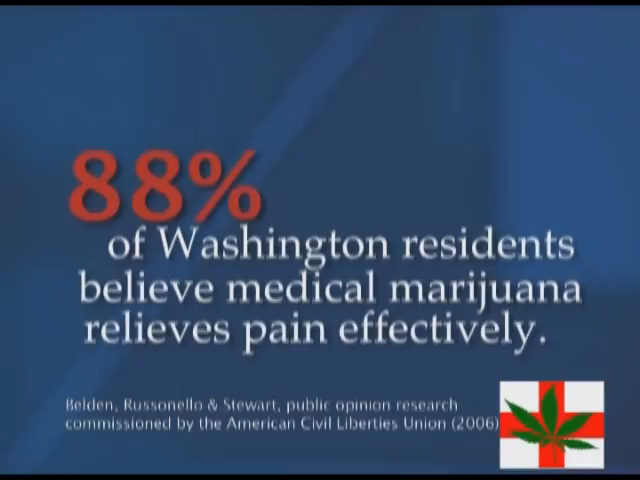 88%
of Washington residents
believe medical marijuana
relieves pain effectively.
Belden, Russonello & Stewart, public opinion research
commissioned by the American Civil Liberties Union (2006)